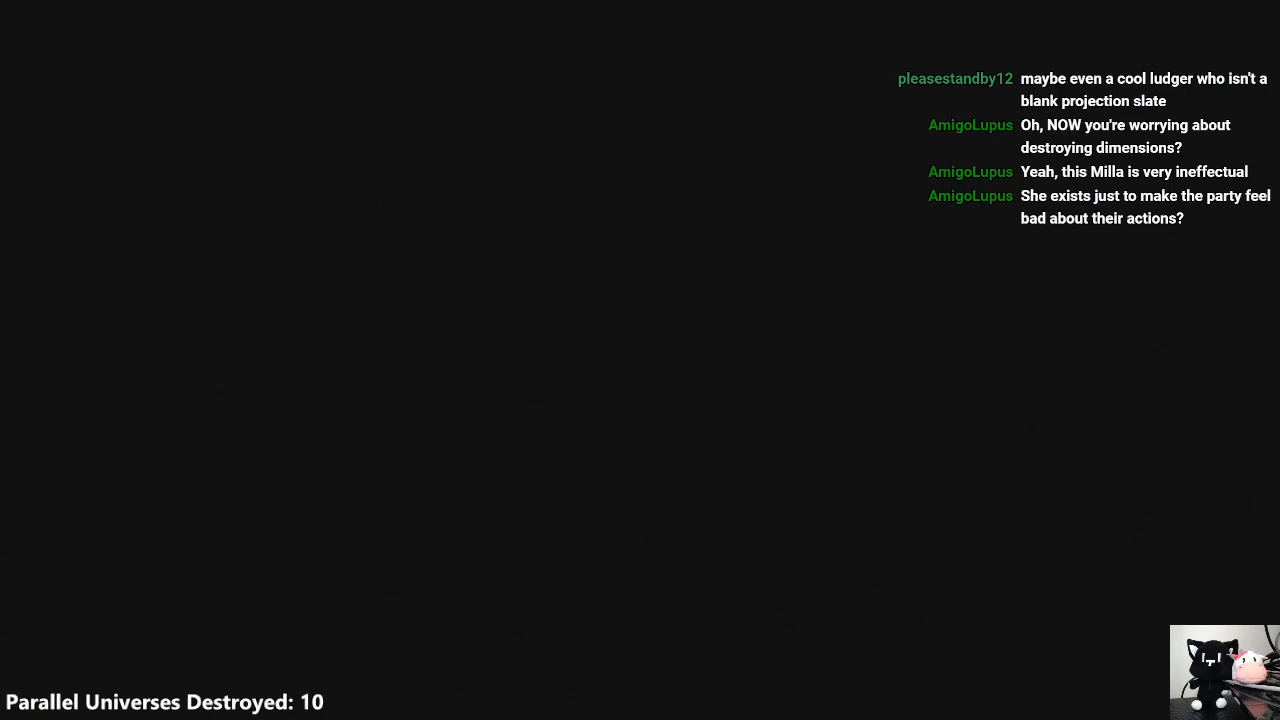 pleasestandby12 maybe even a cool ludger who isn't a
blank projection slate
AmigoLupus Oh, NOW you're worrying about
destroying dimensions?
AmigoLupus Yeah, this Milla is very ineffectual
AmigoLupus She exists just to make the party feel
bad about their actions?
Parallel Universes Destroyed: 10